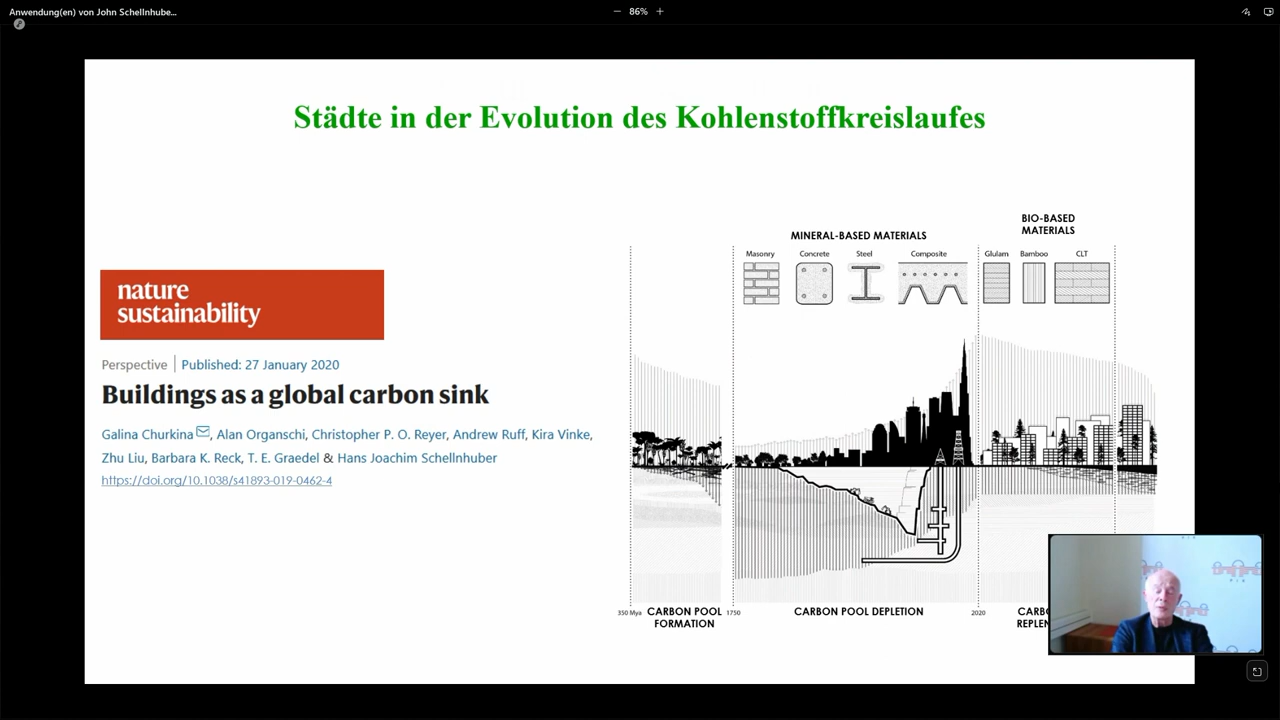 Anwendung(en) von John Schellnhube...
86%
Städte in der Evolution des Kohlenstoffkreislaufes
nature
sustainability
Perspective | Published: 27 January 2020
Buildings as a global carbon sink
Galina Churkina, Alan Organschi, Christopher P. O. Reyer, Andrew Ruff, Kira Vinke,
Zhu Liu, Barbara K. Reck, T. E. Graedel & Hans Joachim Schellnhuber
https://doi.org/10.1038/s41893-019-0462-4
BIO-BASED
MATERIALS
MINERAL-BASED MATERIALS
Masonry Concrete Steel Composite Glulam Bamboo CLT
350 Mya CARBON POOL
FORMATION
1750 CARBON POOL DEPLETION 2020